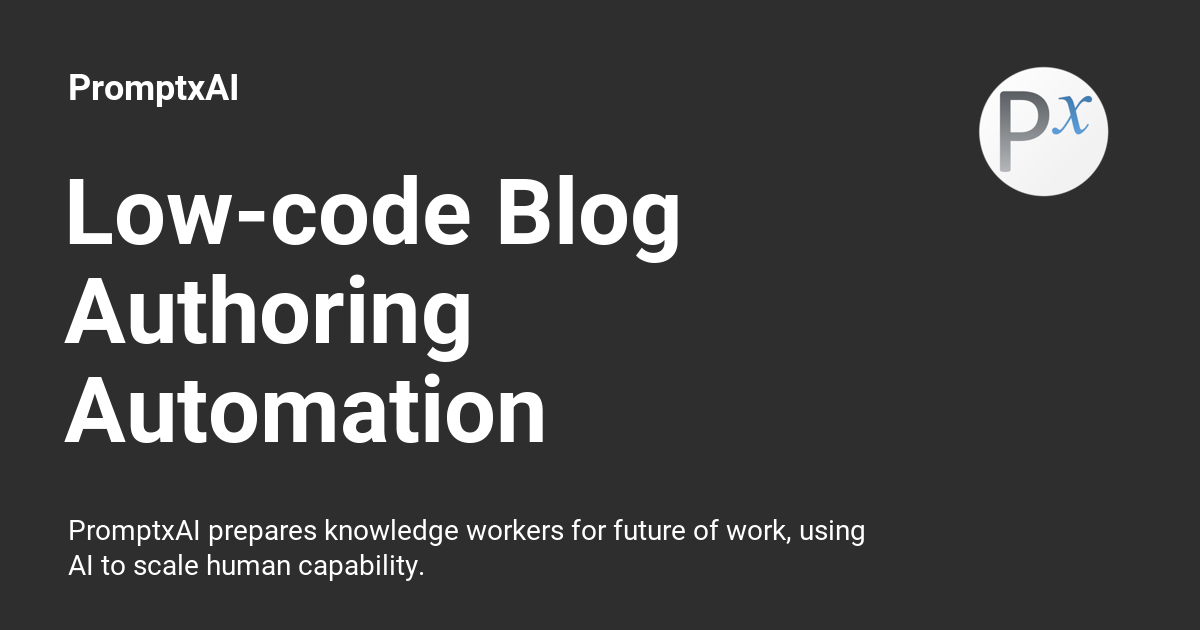 PromptxAI
Px
Low-code Blog
Authoring
Automation
PromptxAI prepares knowledge workers for future of work, using
AI to scale human capability.